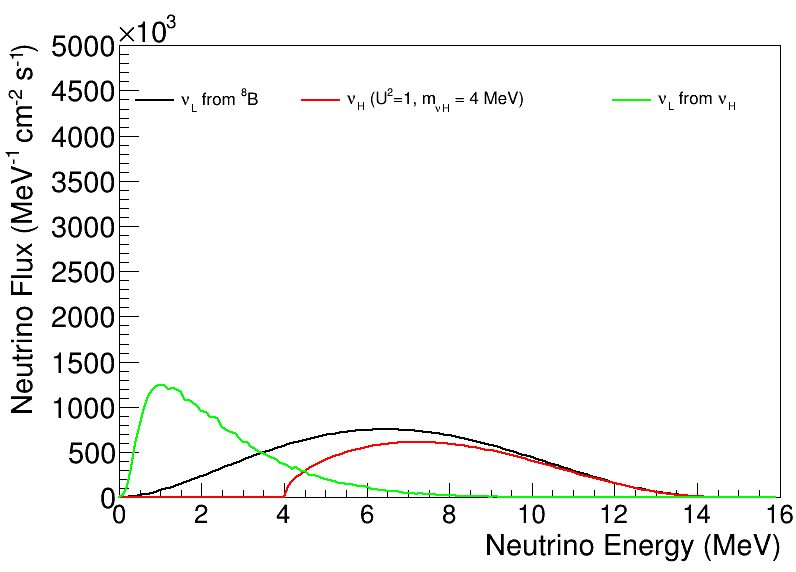 ×10³
5000
4500
4000
3500
3000
2500
2000
1500
1000
500
0
Neutrino Flux (MeV⁻¹ cm⁻² s⁻¹)
ν_L from ⁸B
ν_H (U²=1, m_νH = 4 MeV)
ν_L from ν_H
0 2 4 6 8 10 12 14 16
Neutrino Energy (MeV)